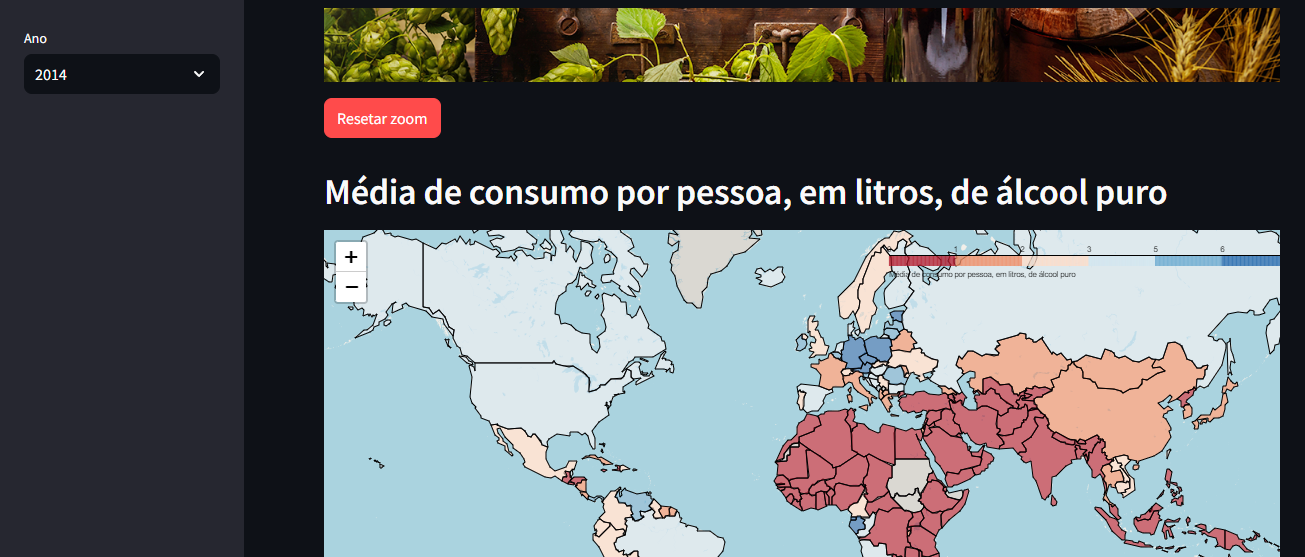 Ano
2014
Resetar zoom
Média de consumo por pessoa, em litros, de álcool puro
+
−
1 2 3 5 6
Média de consumo por pessoa, em litros, de álcool puro